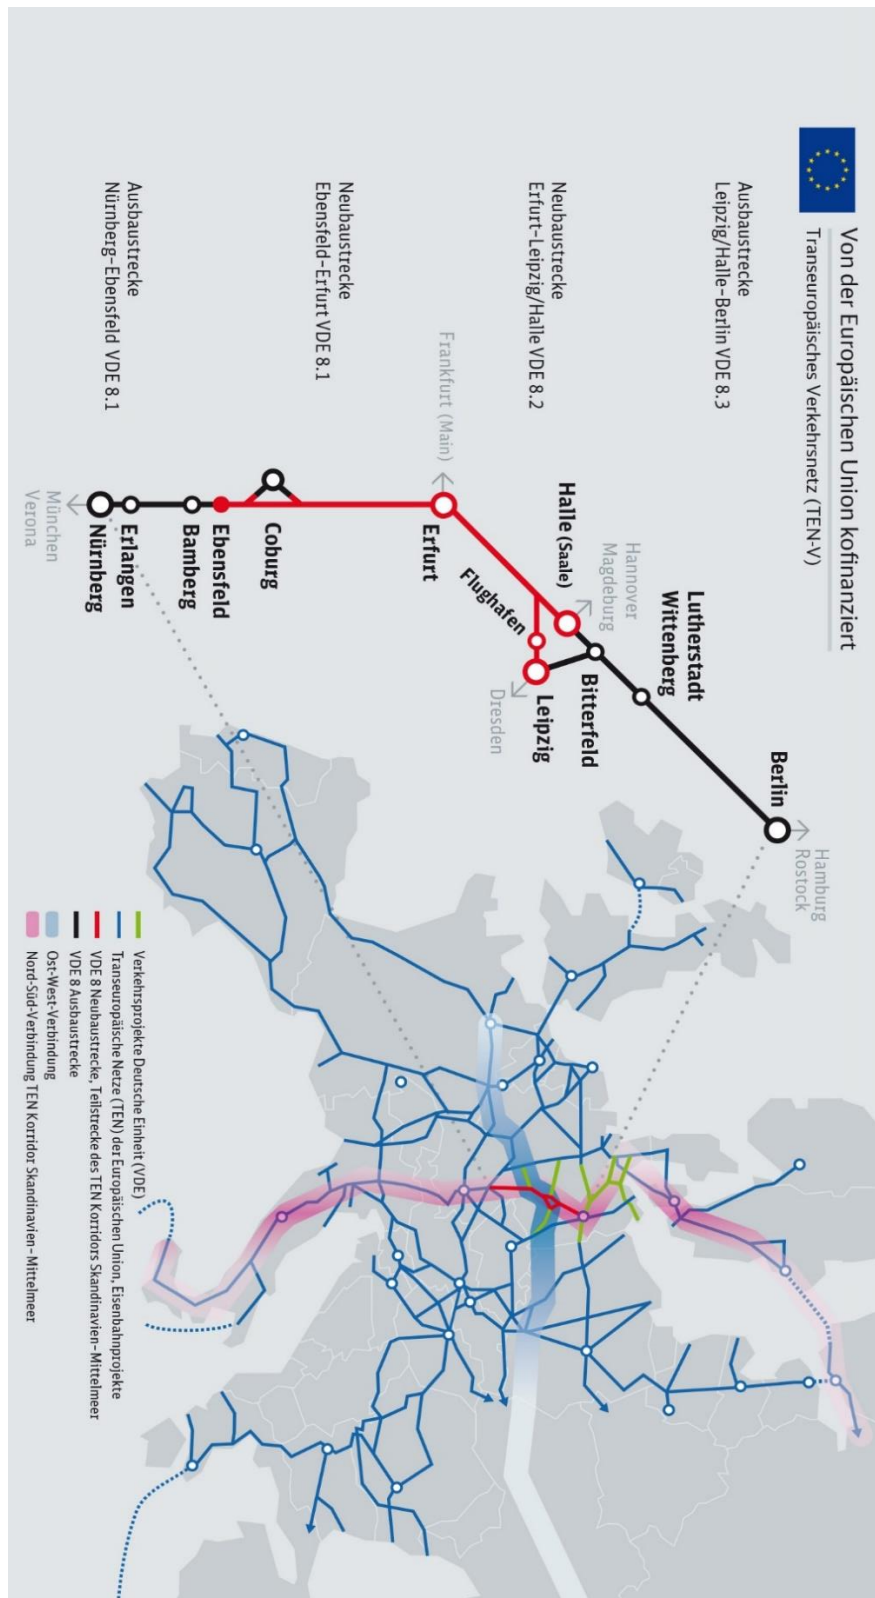 Von der Europäischen Union kofinanziert
Transeuropäisches Verkehrsnetz (TEN-V)
Ausbaustrecke
Leipzig/Halle–Berlin VDE 8.3
Neubaustrecke
Erfurt–Leipzig/Halle VDE 8.2
Neubaustrecke
Ebensfeld–Erfurt VDE 8.1
Ausbaustrecke
Nürnberg–Ebensfeld VDE 8.1
Hamburg
Rostock
Berlin
Lutherstadt
Wittenberg
Hannover
Magdeburg
Bitterfeld
Halle (Saale)
Leipzig
Dresden
Flughafen
Frankfurt (Main)
Erfurt
Coburg
Ebensfeld
Bamberg
Erlangen
Nürnberg
München
Verona
Verkehrsprojekte Deutsche Einheit (VDE)
Transeuropäische Netze (TEN) der Europäischen Union, Eisenbahnprojekte
VDE 8 Neubaustrecke, Teilstrecke des TEN Korridors Skandinavien–Mittelmeer
VDE 8 Ausbaustrecke
Ost-West-Verbindung
Nord-Süd-Verbindung TEN Korridor Skandinavien–Mittelmeer